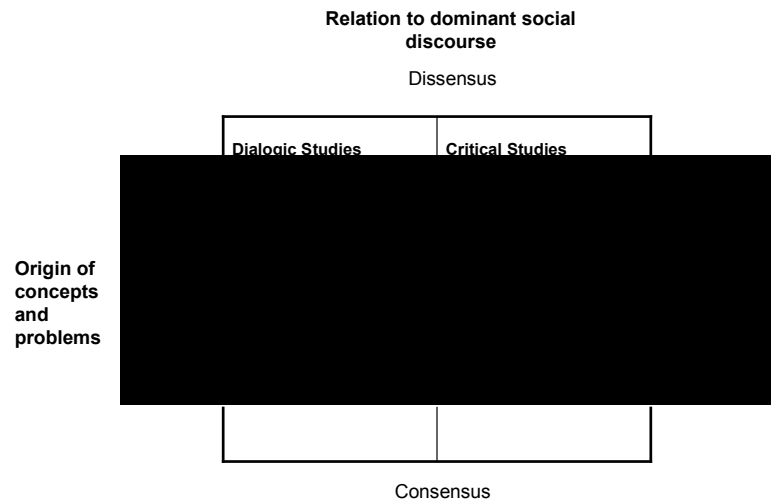 Relation to dominant social
discourse
Dissensus
Dialogic Studies
Critical Studies
Origin of
concepts
and
problems
Consensus